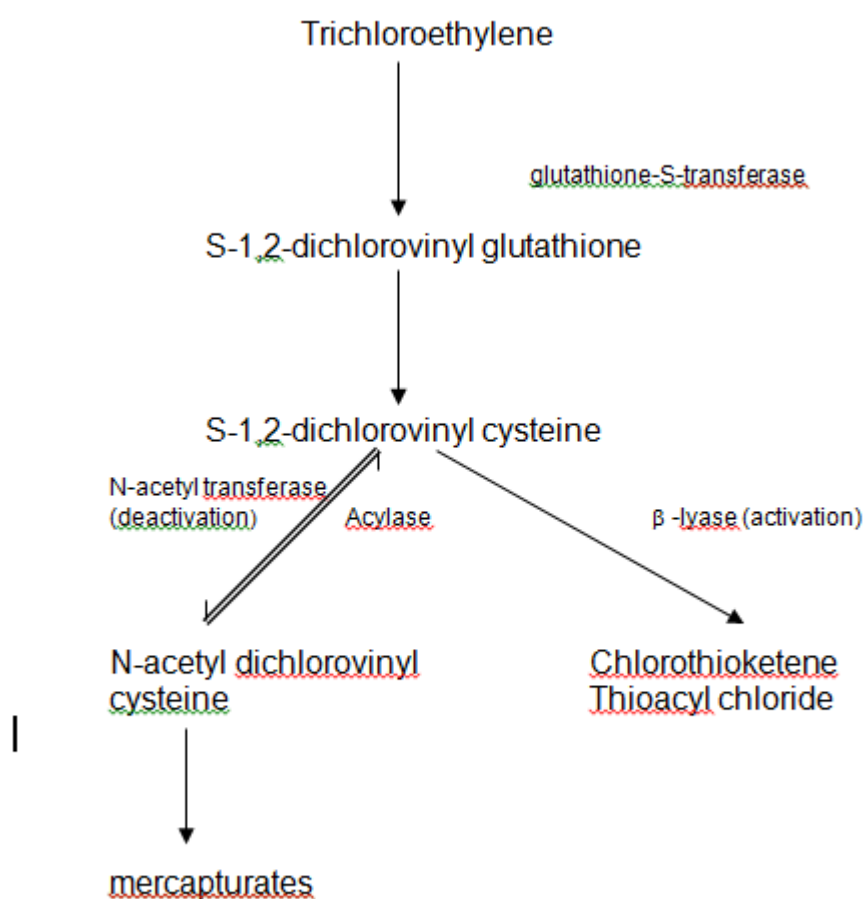 Trichloroethylene
glutathione-S-transferase
S-1,2-dichlorovinyl glutathione
S-1,2-dichlorovinyl cysteine
N-acetyl transferase
(deactivation)
Acylase
β -lyase (activation)
N-acetyl dichlorovinyl
cysteine
Chlorothioketene
Thioacyl chloride
mercapturates